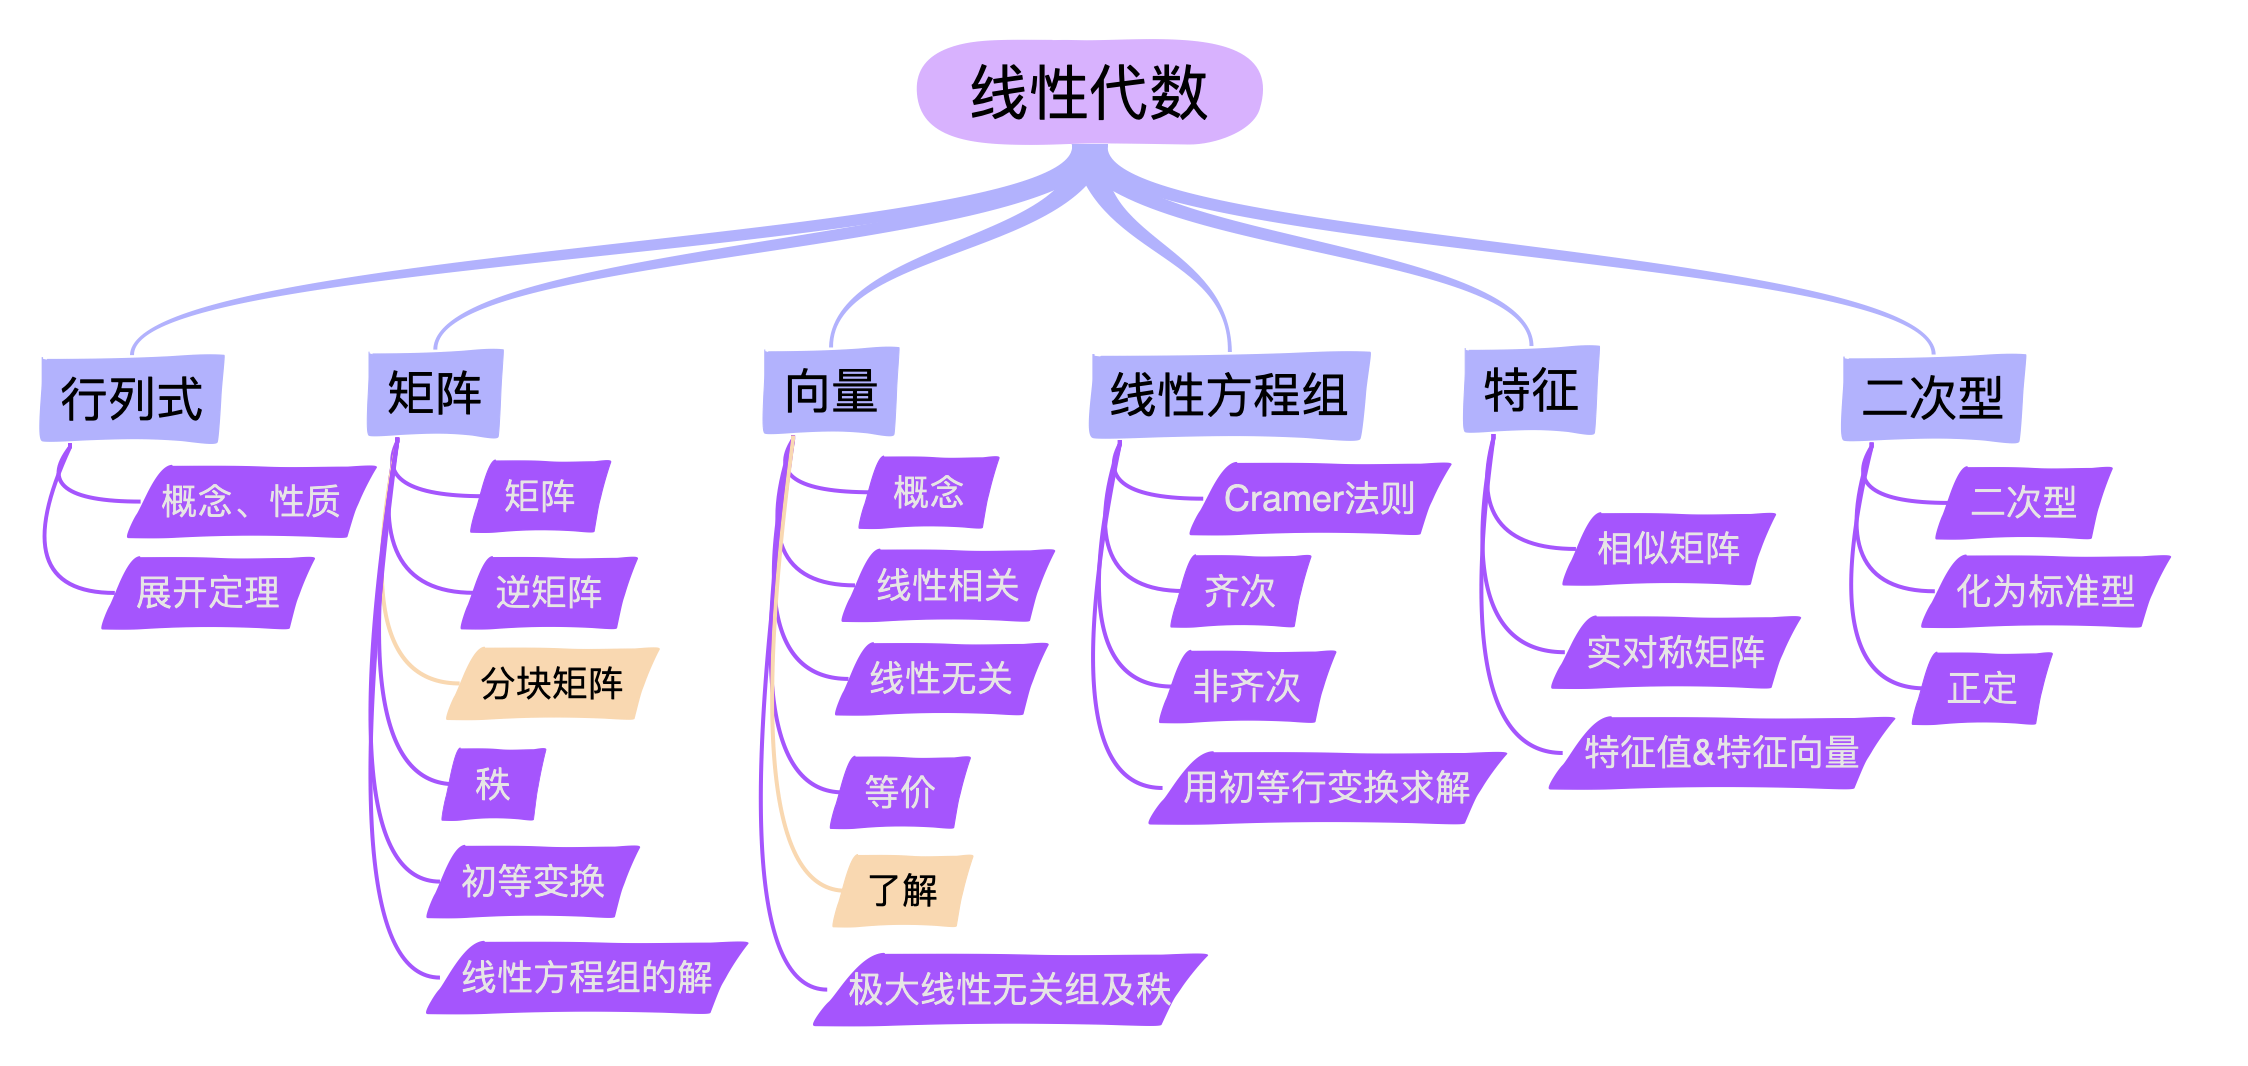 线性代数
行列式
概念、性质
展开定理
矩阵
矩阵
逆矩阵
分块矩阵
秩
初等变换
线性方程组的解
向量
概念
线性相关
线性无关
等价
了解
极大线性无关组及秩
线性方程组
Cramer法则
齐次
非齐次
用初等行变换求解
特征
相似矩阵
实对称矩阵
特征值&特征向量
二次型
二次型
化为标准型
正定